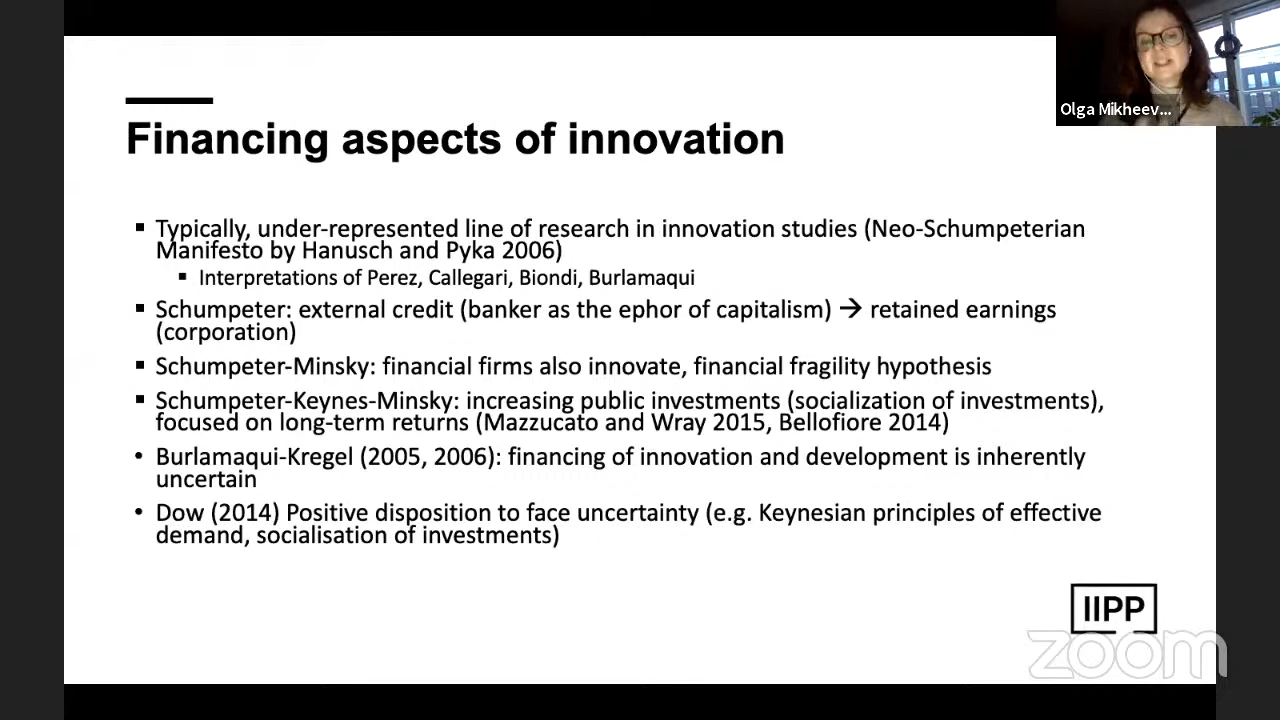 Olga Mikheev...
Financing aspects of innovation
▪ Typically, under-represented line of research in innovation studies (Neo-Schumpeterian
Manifesto by Hanusch and Pyka 2006)
▪ Interpretations of Perez, Callegari, Biondi, Burlamaqui
▪ Schumpeter: external credit (banker as the ephor of capitalism) → retained earnings
(corporation)
▪ Schumpeter-Minsky: financial firms also innovate, financial fragility hypothesis
▪ Schumpeter-Keynes-Minsky: increasing public investments (socialization of investments),
focused on long-term returns (Mazzucato and Wray 2015, Bellofiore 2014)
• Burlamaqui-Kregel (2005, 2006): financing of innovation and development is inherently
uncertain
• Dow (2014) Positive disposition to face uncertainty (e.g. Keynesian principles of effective
demand, socialisation of investments)
IIPP
zoom